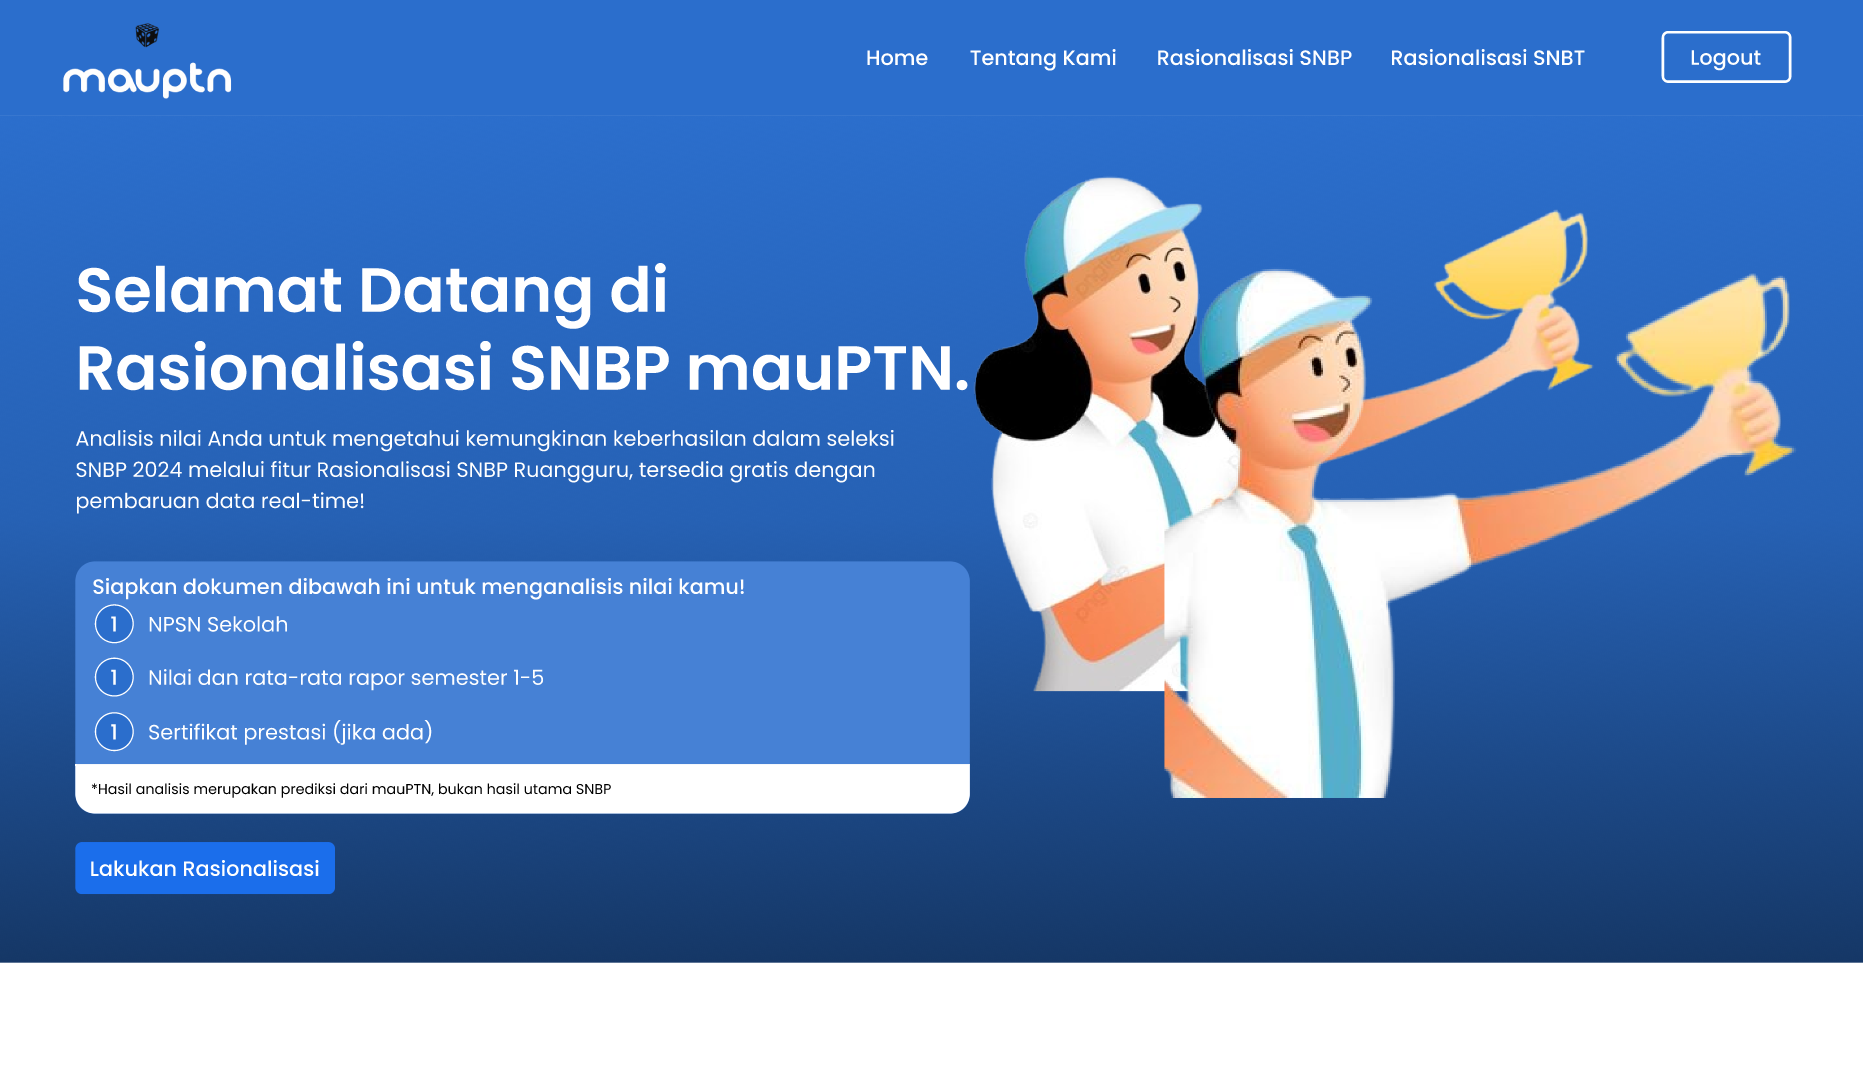 mauptn
Home
Tentang Kami
Rasionalisasi SNBP
Rasionalisasi SNBT
Logout
Selamat Datang di
Rasionalisasi SNBP mauPTN.
Analisis nilai Anda untuk mengetahui kemungkinan keberhasilan dalam seleksi
SNBP 2024 melalui fitur Rasionalisasi SNBP Ruangguru, tersedia gratis dengan
pembaruan data real-time!
Siapkan dokumen dibawah ini untuk menganalisis nilai kamu!
1 NPSN Sekolah
1 Nilai dan rata-rata rapor semester 1-5
1 Sertifikat prestasi (jika ada)
*Hasil analisis merupakan prediksi dari mauPTN, bukan hasil utama SNBP
Lakukan Rasionalisasi